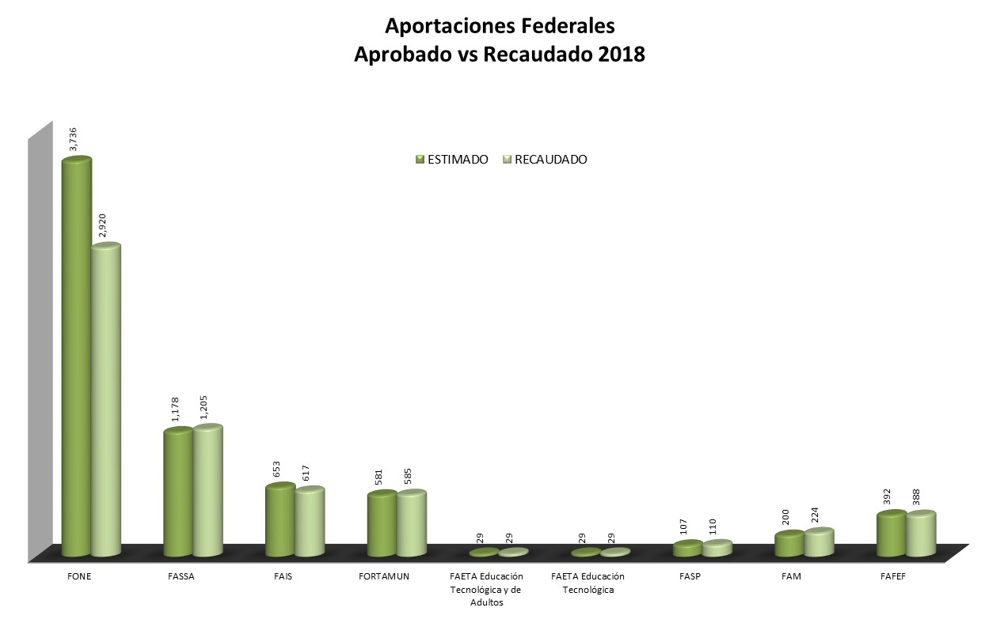 Aportaciones Federales
Aprobado vs Recaudado 2018
ESTIMADO RECAUDADO
3,736
2,920
1,178
1,205
653
617
581
585
29
29
29
29
107
110
200
224
392
388
FONE
FASSA
FAIS
FORTAMUN
FAETA Educación
Tecnológica y de
Adultos
FAETA Educación
Tecnológica
FASP
FAM
FAFEF